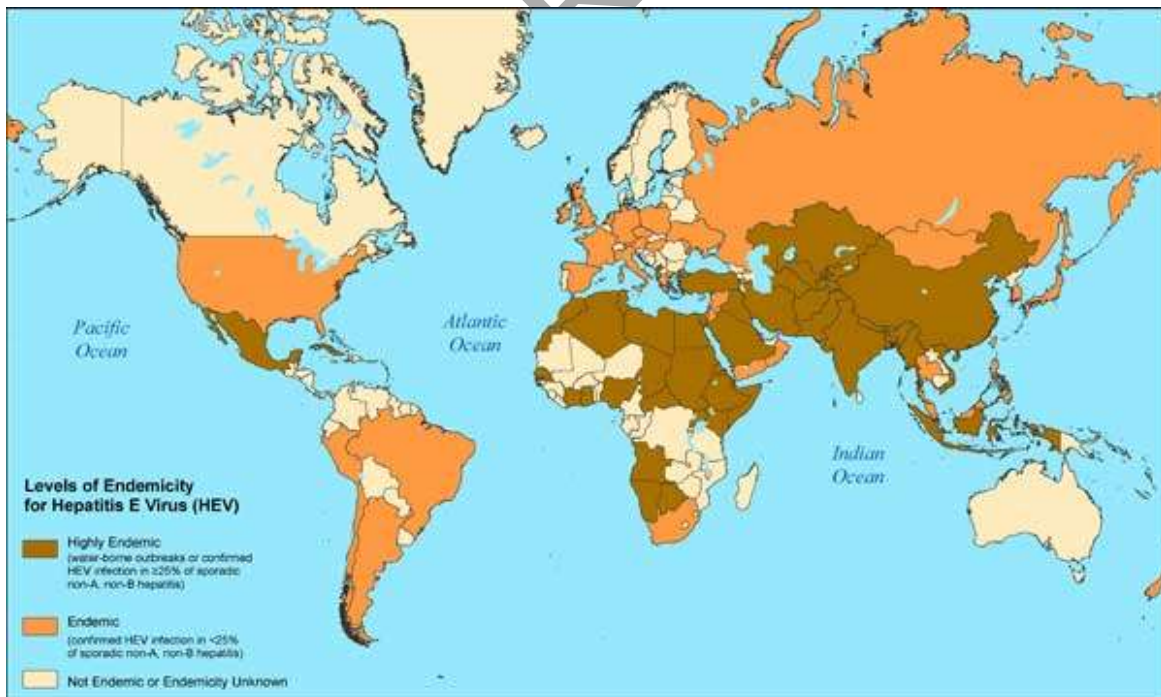 Pacific
Ocean
Atlantic
Ocean
Indian
Ocean
Levels of Endemicity
for Hepatitis E Virus (HEV)
Highly Endemic
(water-borne outbreaks or confirmed
HEV infection in ≥25% of sporadic
non-A, non-B hepatitis)
Endemic
(confirmed HEV infection in <25%
of sporadic non-A, non-B hepatitis)
Not Endemic or Endemicity Unknown